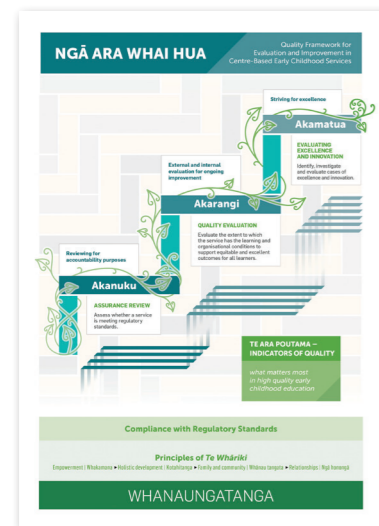 NGĀ ARA WHAI HUA
Quality Framework for
Evaluation and Improvement in
Centre-Based Early Childhood Services
Striving for excellence
Akamatua
EVALUATING
EXCELLENCE
AND INNOVATION
Identify, investigate
and evaluate cases of
excellence and innovation.
External and internal
evaluation for ongoing
improvement
Akarangi
QUALITY EVALUATION
Evaluate the extent to which
the service has the learning and
organisational conditions to
support equitable and excellent
outcomes for all learners.
Reviewing for
accountability purposes
Akanuku
ASSURANCE REVIEW
Assess whether a service
is meeting regulatory
standards.
TE ARA POUTAMA –
INDICATORS OF QUALITY
what matters most
in high quality early
childhood education
Compliance with Regulatory Standards
Principles of Te Whāriki
Empowerment | Whakamana ▸ Holistic development | Kotahitanga ▸ Family and community | Whānau tangata ▸ Relationships | Ngā hononga
WHANAUNGATANGA